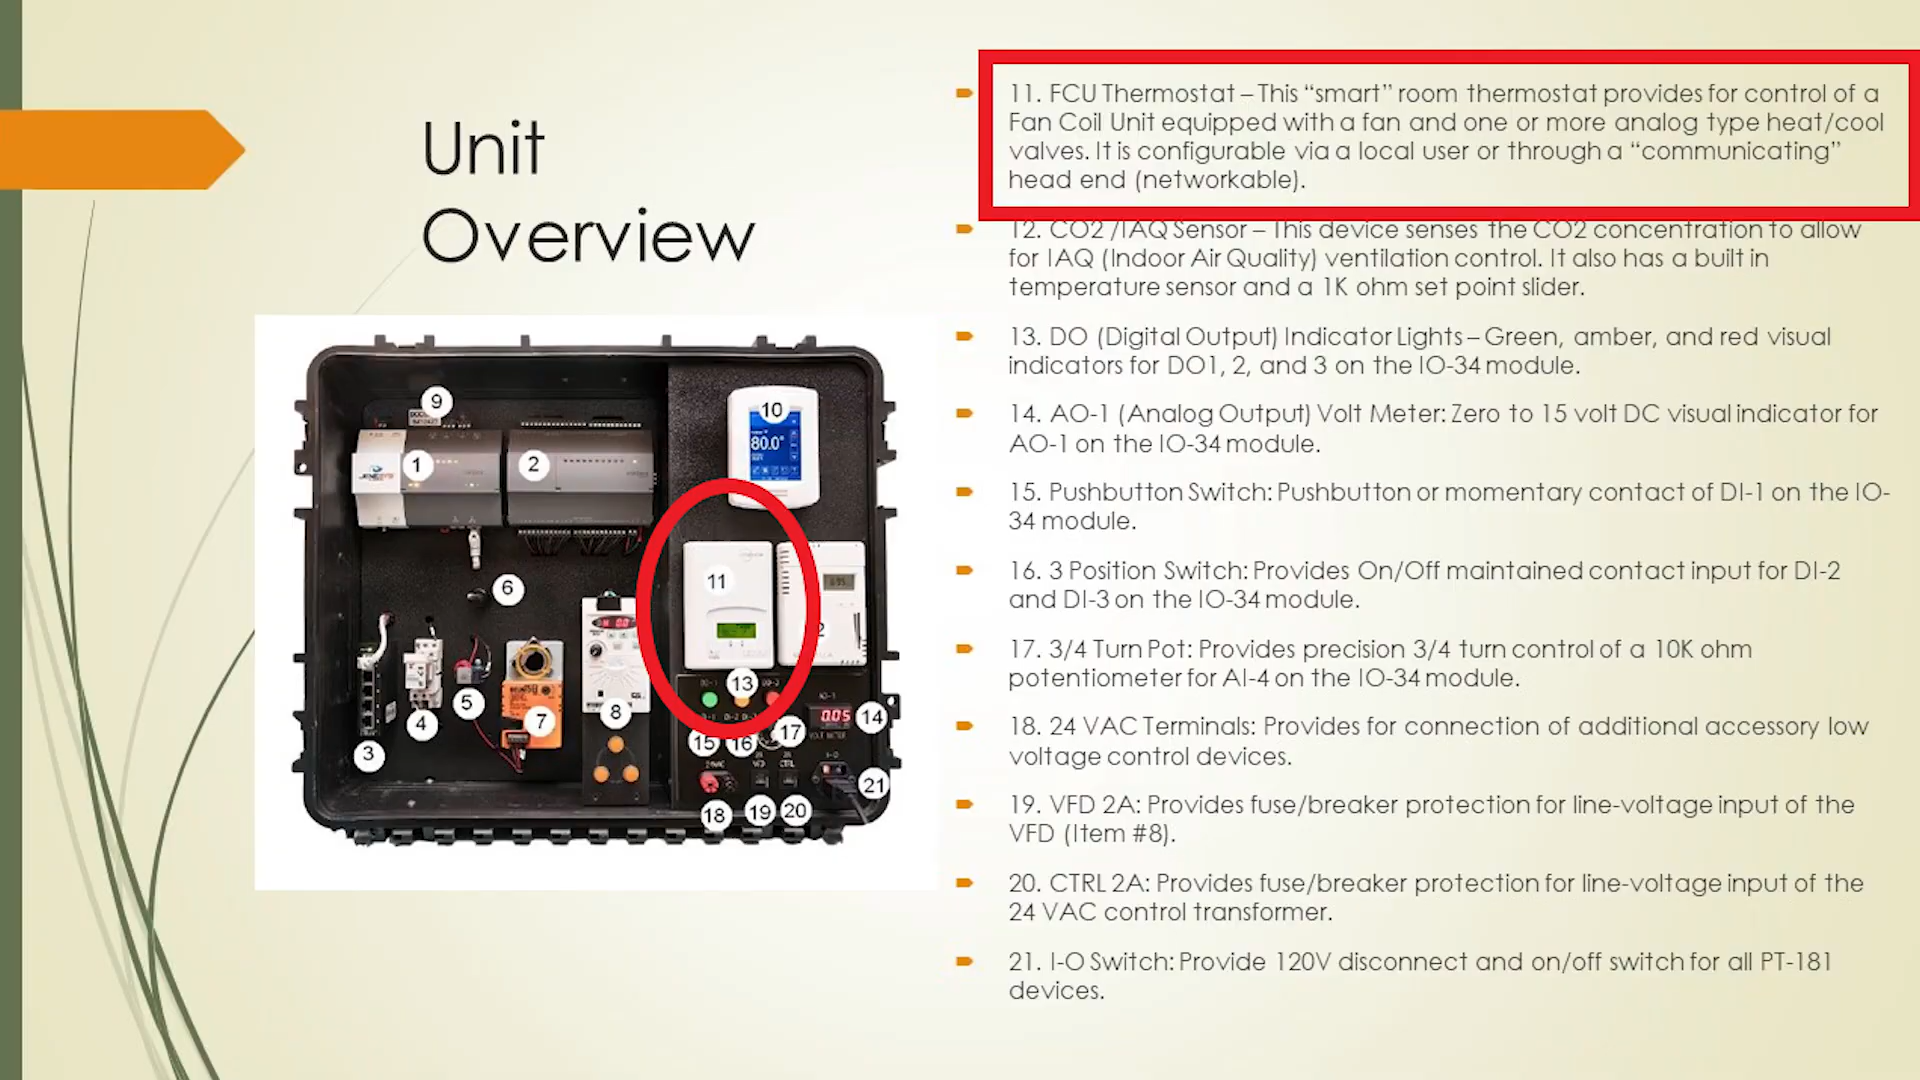 Unit
Overview
11. FCU Thermostat – This “smart” room thermostat provides for control of a
Fan Coil Unit equipped with a fan and one or more analog type heat/cool
valves. It is configurable via a local user or through a “communicating”
head end (networkable).
12. CO2 /IAQ Sensor – This device senses the CO2 concentration to allow
for IAQ (Indoor Air Quality) ventilation control. It also has a built in
temperature sensor and a 1K ohm set point slider.
13. DO (Digital Output) Indicator Lights – Green, amber, and red visual
indicators for DO1, 2, and 3 on the IO-34 module.
14. AO-1 (Analog Output) Volt Meter: Zero to 15 volt DC visual indicator for
AO-1 on the IO-34 module.
15. Pushbutton Switch: Pushbutton or momentary contact of DI-1 on the IO-
34 module.
16. 3 Position Switch: Provides On/Off maintained contact input for DI-2
and DI-3 on the IO-34 module.
17. 3/4 Turn Pot: Provides precision 3/4 turn control of a 10K ohm
potentiometer for AI-4 on the IO-34 module.
18. 24 VAC Terminals: Provides for connection of additional accessory low
voltage control devices.
19. VFD 2A: Provides fuse/breaker protection for line-voltage input of the
VFD (Item #8).
20. CTRL 2A: Provides fuse/breaker protection for line-voltage input of the
24 VAC control transformer.
21. I-O Switch: Provide 120V disconnect and on/off switch for all PT-181
devices.
9
10
80.0°
1
2
11
6
2
13
5
4
7
8
3
14
0.05
VOLT METER
15
16
17
24VAC
VFD
CTRL
I-O
21
18
19
20